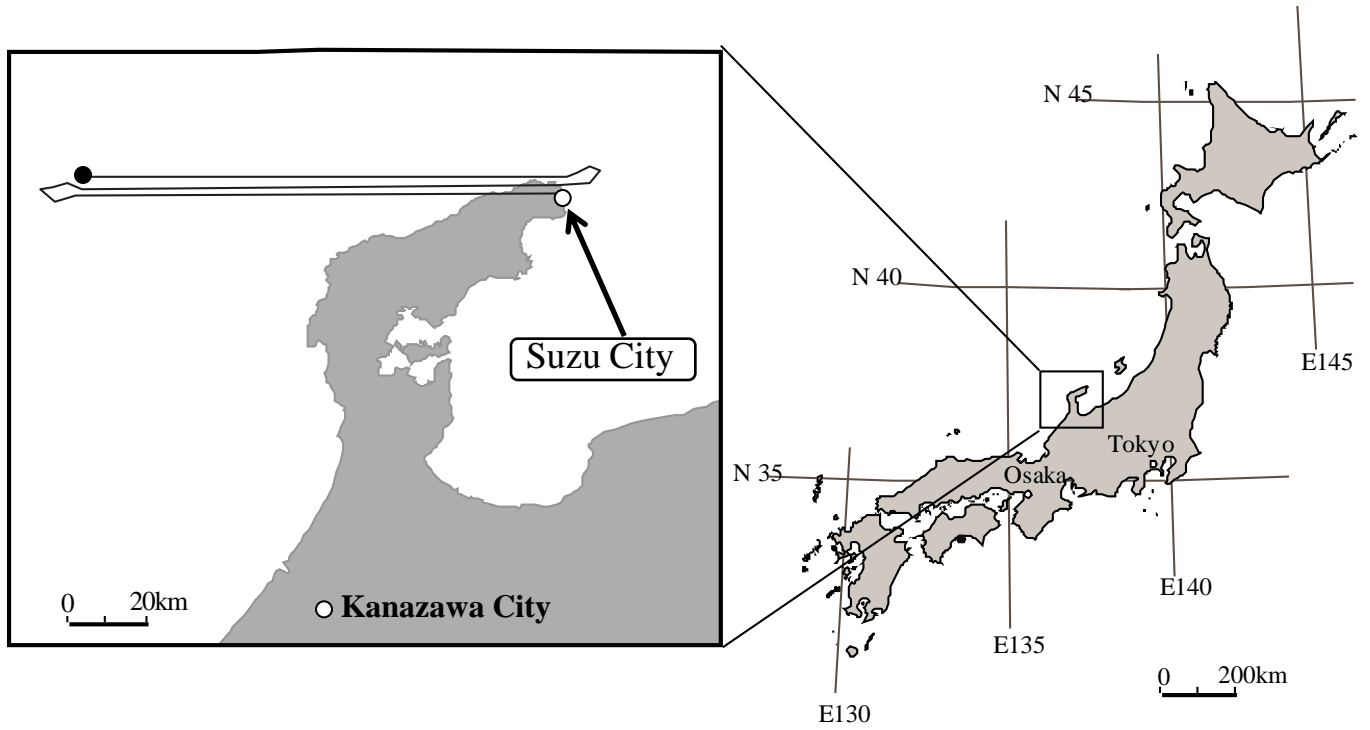 Suzu City
0 20km
Kanazawa City
N 45
N 40
E145
Tokyo
N 35
Osaka
E140
E135
0 200km
E130